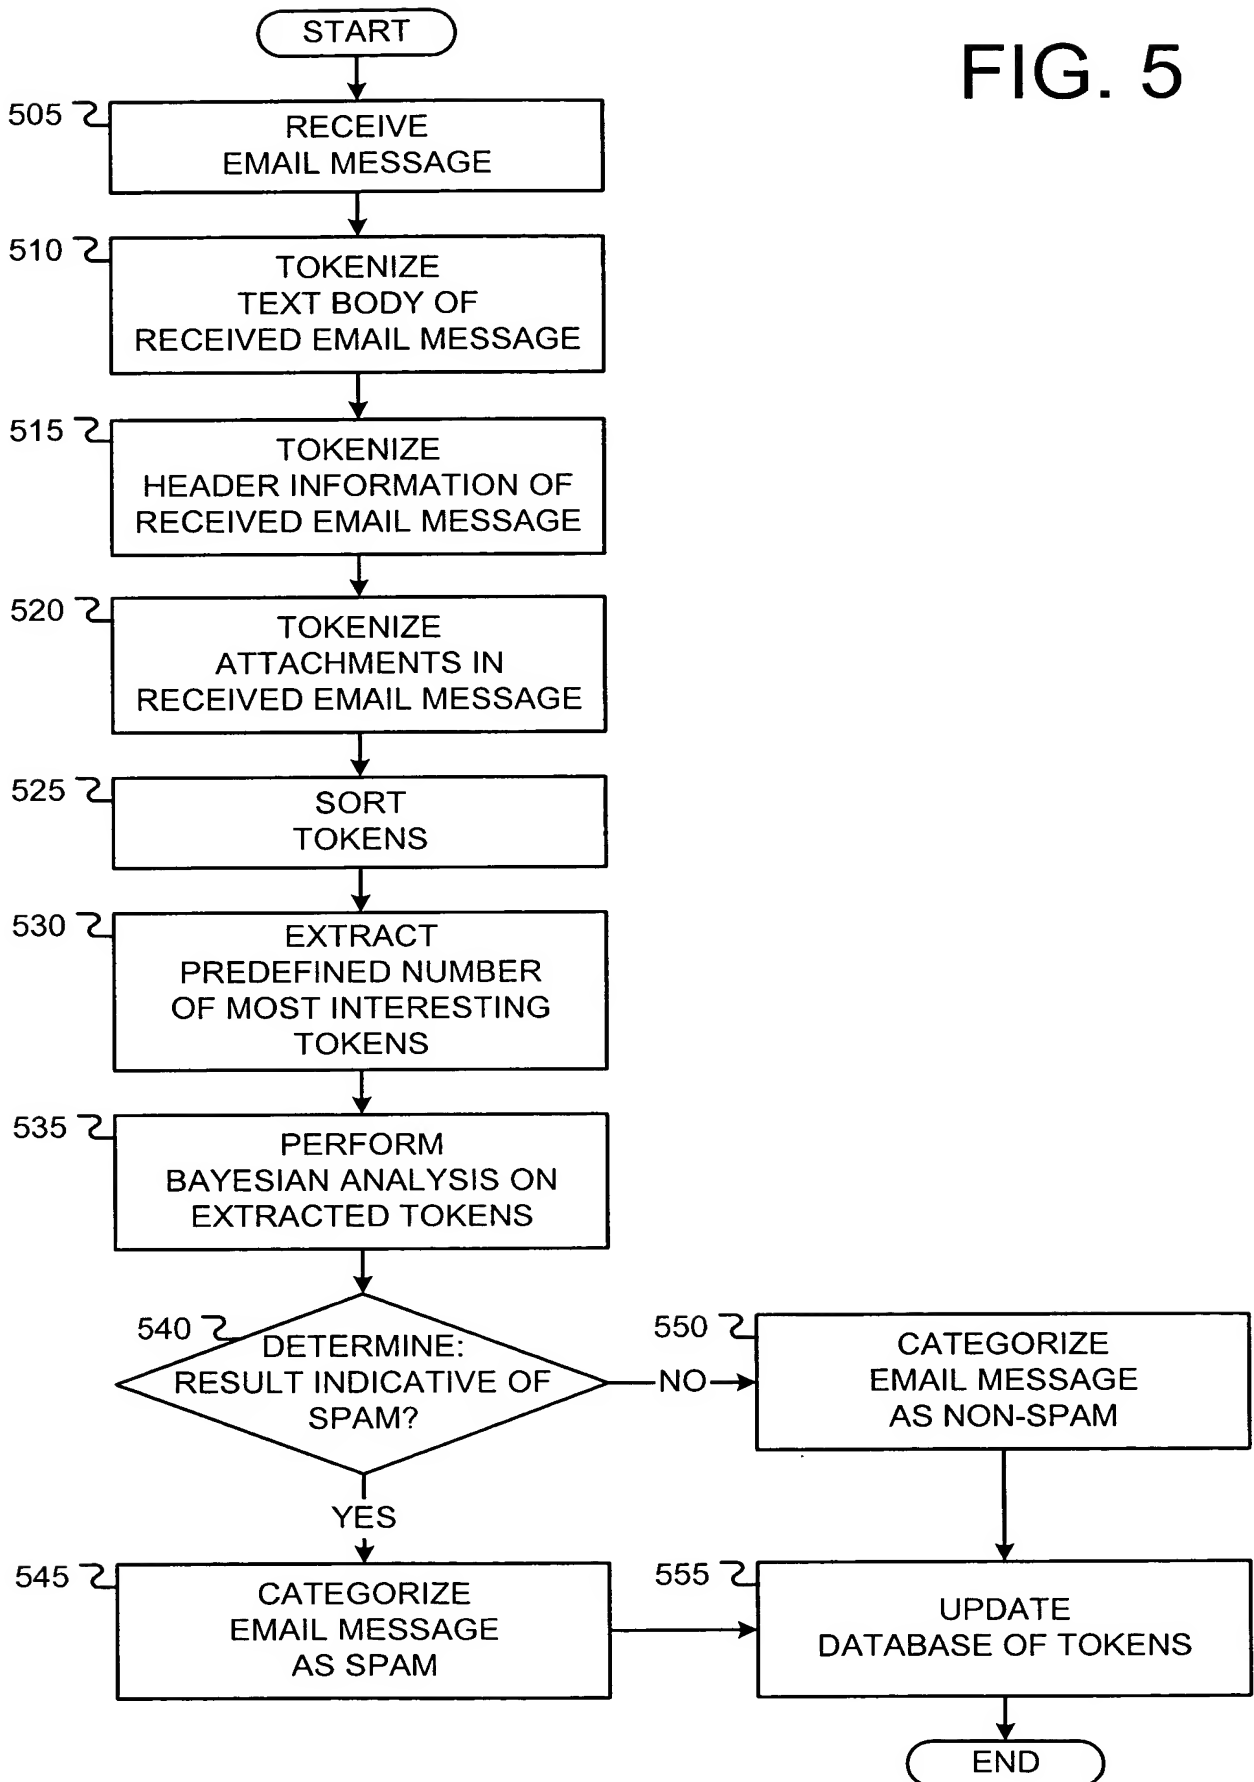 START
FIG. 5
505
RECEIVE
EMAIL MESSAGE
510
TOKENIZE
TEXT BODY OF
RECEIVED EMAIL MESSAGE
515
TOKENIZE
HEADER INFORMATION OF
RECEIVED EMAIL MESSAGE
520
TOKENIZE
ATTACHMENTS IN
RECEIVED EMAIL MESSAGE
525
SORT
TOKENS
530
EXTRACT
PREDEFINED NUMBER
OF MOST INTERESTING
TOKENS
535
PERFORM
BAYESIAN ANALYSIS ON
EXTRACTED TOKENS
540
DETERMINE:
RESULT INDICATIVE OF
SPAM?
NO
550
CATEGORIZE
EMAIL MESSAGE
AS NON-SPAM
YES
545
CATEGORIZE
EMAIL MESSAGE
AS SPAM
555
UPDATE
DATABASE OF TOKENS
END